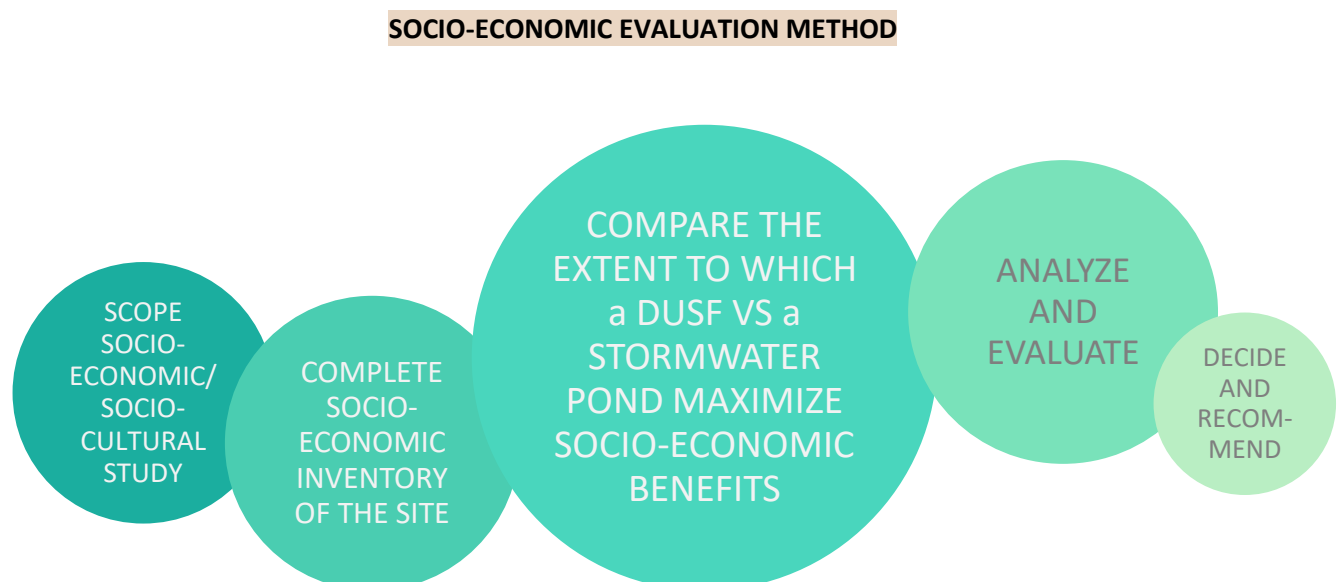 SOCIO-ECONOMIC EVALUATION METHOD
SCOPE
SOCIO-
ECONOMIC/
SOCIO-
CULTURAL
STUDY
COMPLETE
SOCIO-
ECONOMIC
INVENTORY
OF THE SITE
COMPARE THE
EXTENT TO WHICH
a DUSF VS a
STORMWATER
POND MAXIMIZE
SOCIO-ECONOMIC
BENEFITS
ANALYZE
AND
EVALUATE
DECIDE
AND
RECOM-
MEND